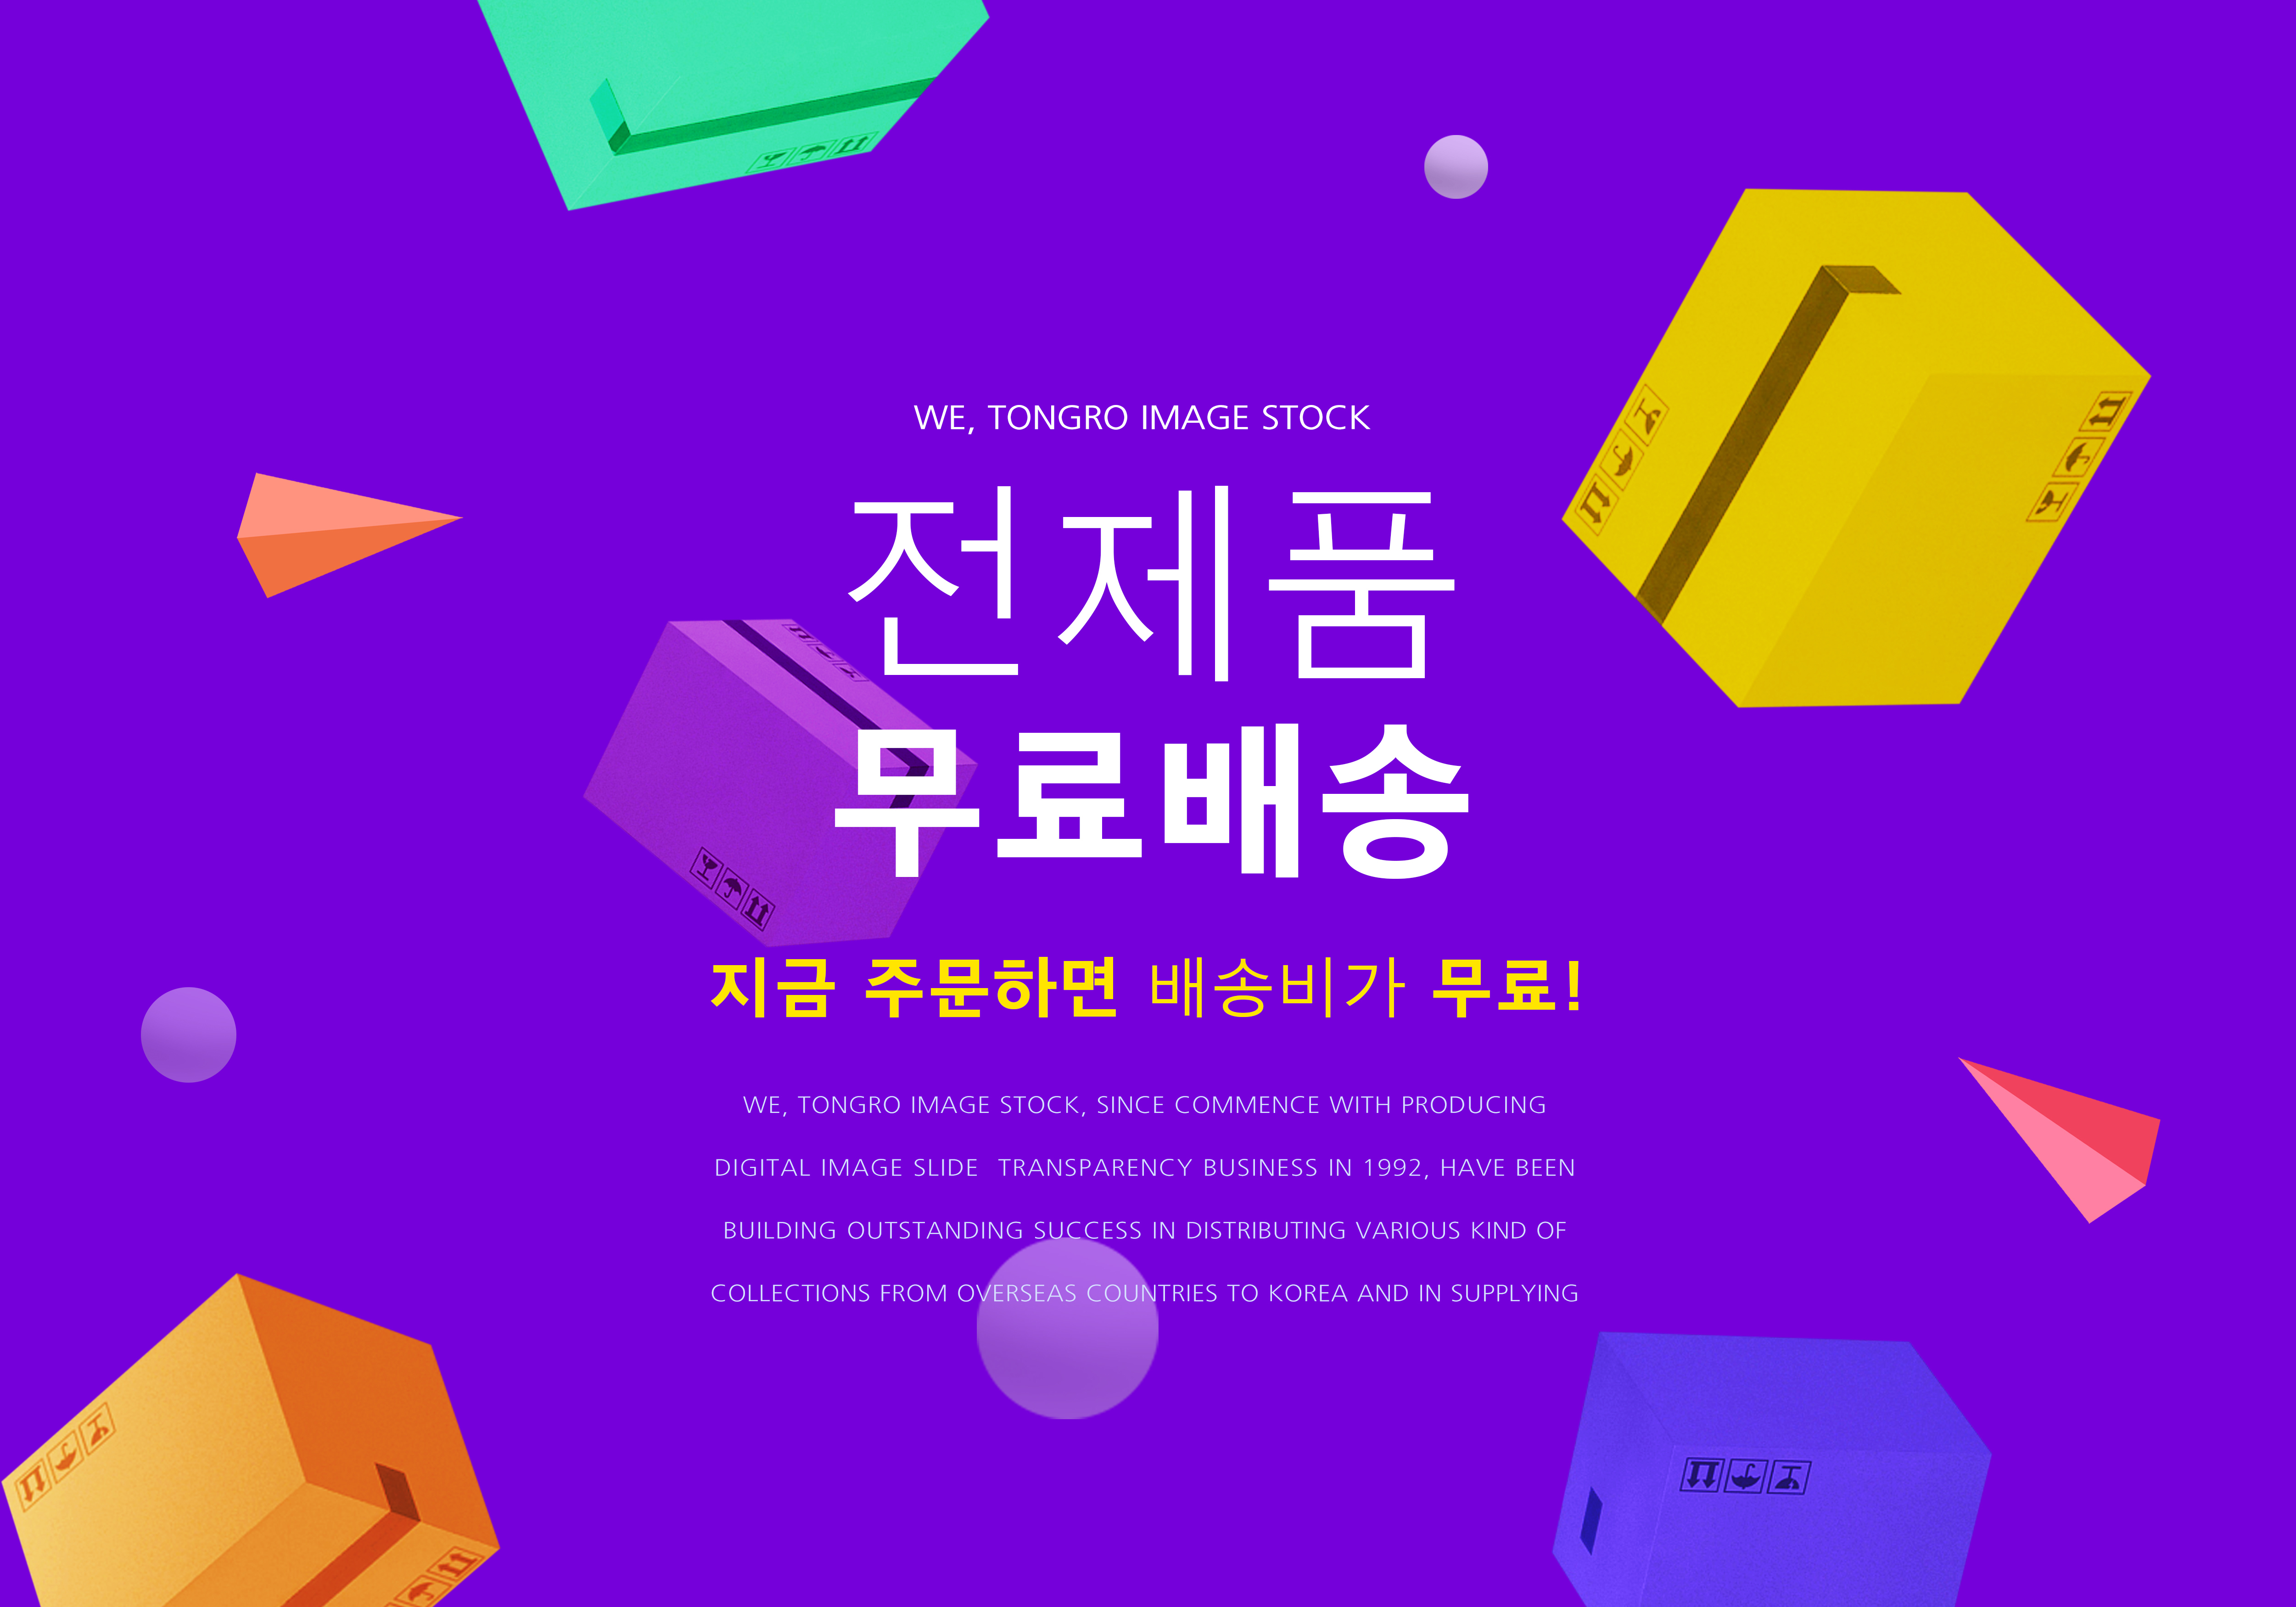 WE, TONGRO IMAGE STOCK
전제품
무료배송
지금 주문하면 배송비가 무료!
WE, TONGRO IMAGE STOCK, SINCE COMMENCE WITH PRODUCING
DIGITAL IMAGE SLIDE  TRANSPARENCY BUSINESS IN 1992, HAVE BEEN
BUILDING OUTSTANDING SUCCESS IN DISTRIBUTING VARIOUS KIND OF
COLLECTIONS FROM OVERSEAS COUNTRIES TO KOREA AND IN SUPPLYING